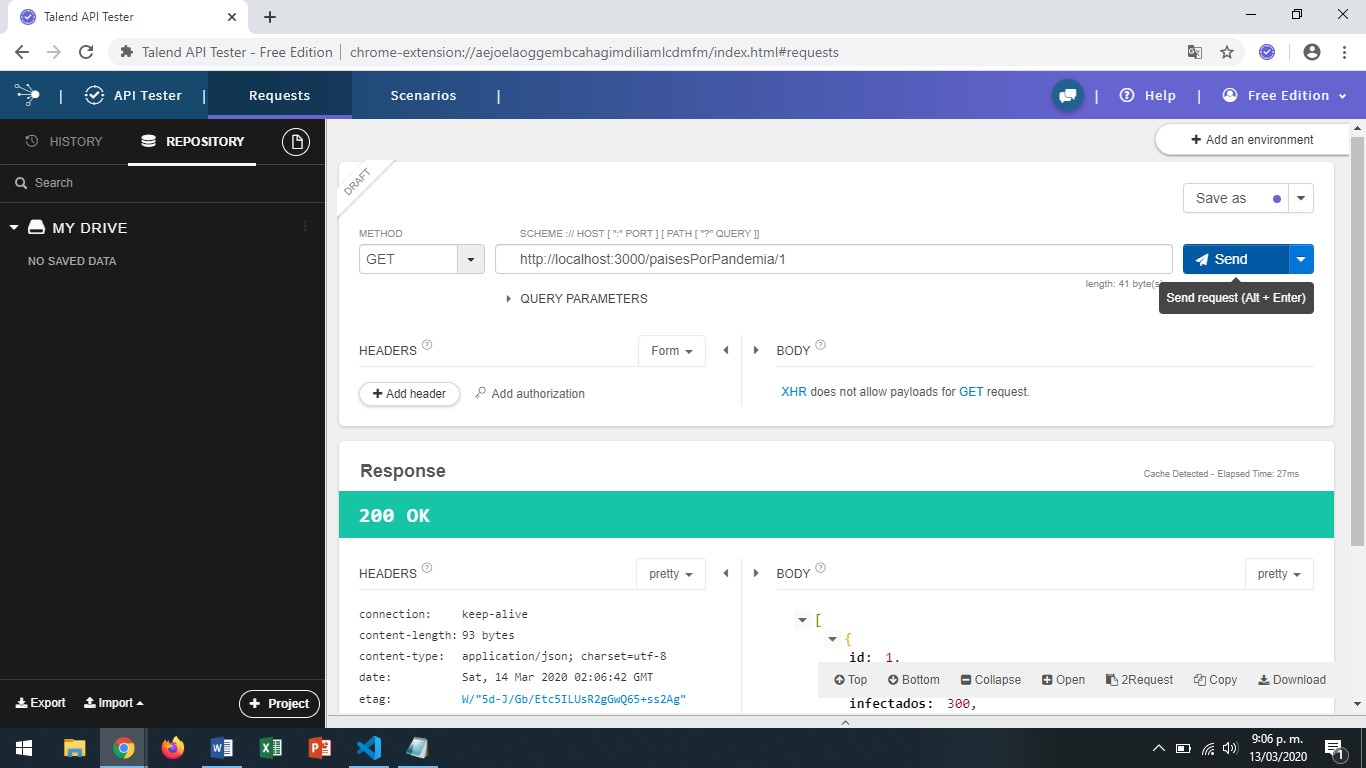 Talend API Tester
Talend API Tester - Free Edition | chrome-extension://aejoelaoggembcahagimdiliamlcdmfm/index.html#requests
API Tester | Requests Scenarios | | Help | Free Edition
HISTORY REPOSITORY
+ Add an environment
Search
DRAFT
Save as
MY DRIVE
NO SAVED DATA
METHOD SCHEME :// HOST [ ":" PORT ] [ PATH [ "?" QUERY ]]
GET http://localhost:3000/paisesPorPandemia/1 Send
length: 41 byte(s
Send request (Alt + Enter)
QUERY PARAMETERS
HEADERS ? Form BODY ?
+ Add header Add authorization
XHR does not allow payloads for GET request.
Response
Cache Detected - Elapsed Time: 27ms
200 OK
HEADERS ? pretty BODY ? pretty
connection: keep-alive
content-length: 93 bytes
content-type: application/json; charset=utf-8
date: Sat, 14 Mar 2020 02:06:42 GMT
etag: W/"5d-J/Gb/Etc5ILUsR2gGwQ65+ss2Ag"
[
{
id: 1,
Top Bottom Collapse Open 2Request Copy Download
infectados: 300,
Export Import + Project
9:06 p. m.
13/03/2020
1